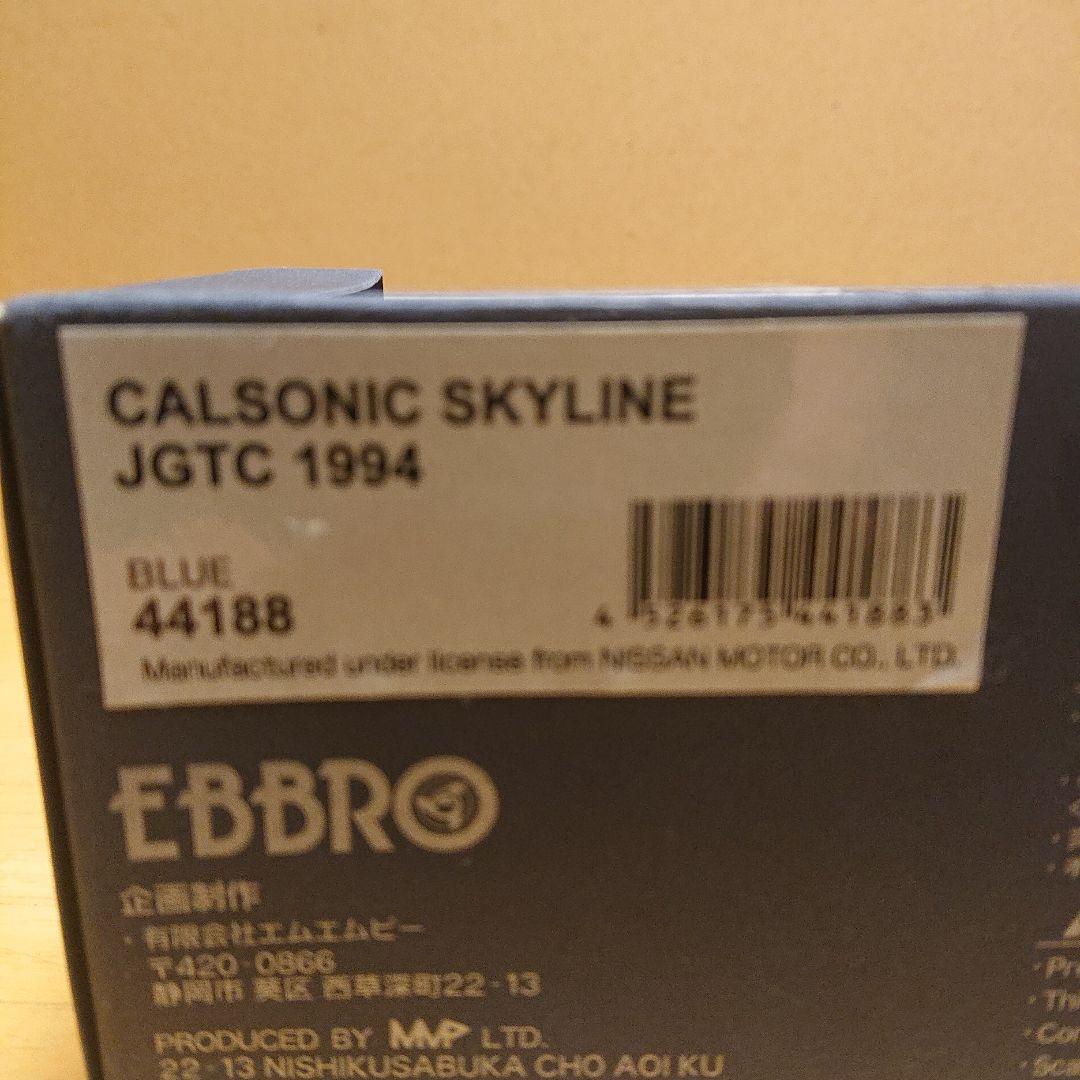 CALSONIC SKYLINE
JGTC 1994
BLUE
44188
4 526175 441883
Manufactured under license from NISSAN MOTOR CO., LTD.
EBBRO
企画制作
・有限会社エムエムピー
〒420-0866
静岡市 葵区 西草深町22-13
PRODUCED BY MMP LTD.
22-13 NISHIKUSABUKA CHO AOI KU